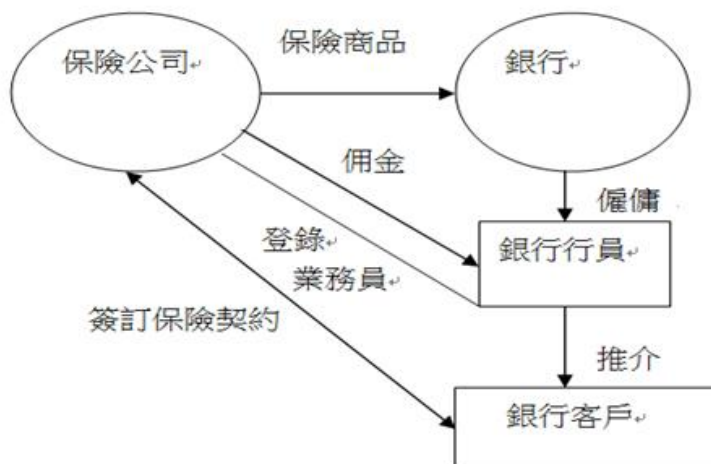 保險公司
保險商品
銀行
佣金
僱傭
登錄
業務員
銀行行員
簽訂保險契約
推介
銀行客戶